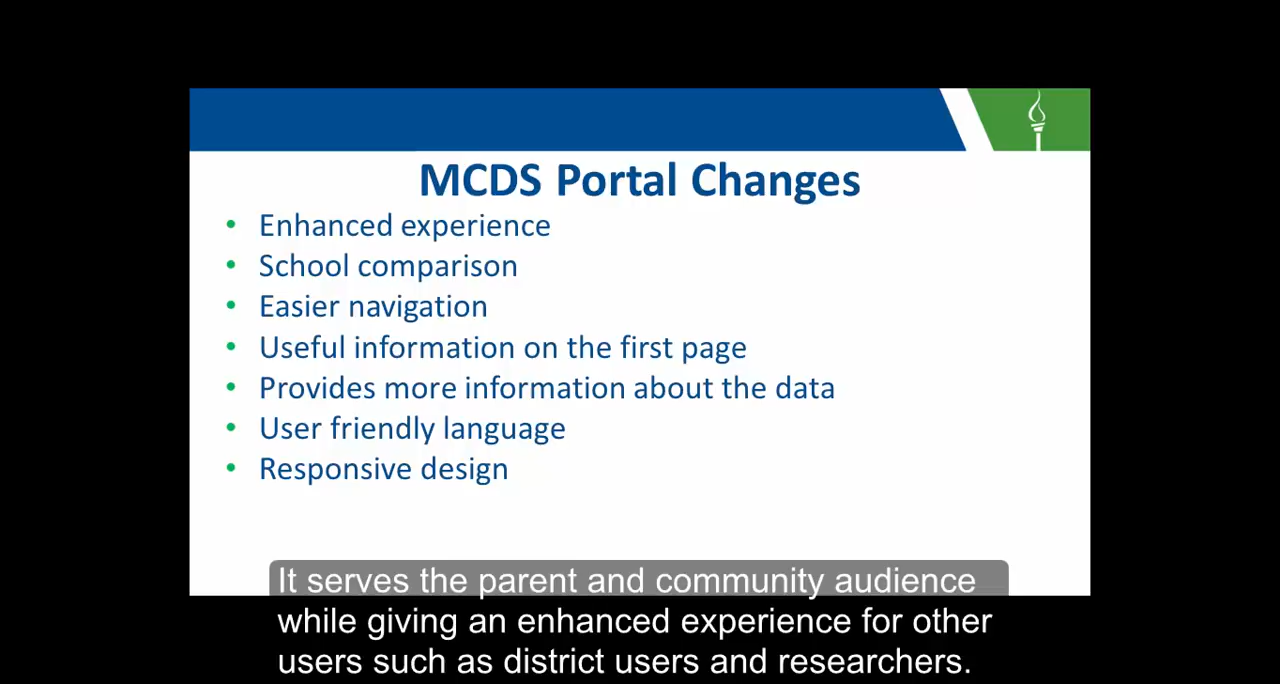 MCDS Portal Changes
• Enhanced experience
• School comparison
• Easier navigation
• Useful information on the first page
• Provides more information about the data
• User friendly language
• Responsive design
It serves the parent and community audience
while giving an enhanced experience for other
users such as district users and researchers.